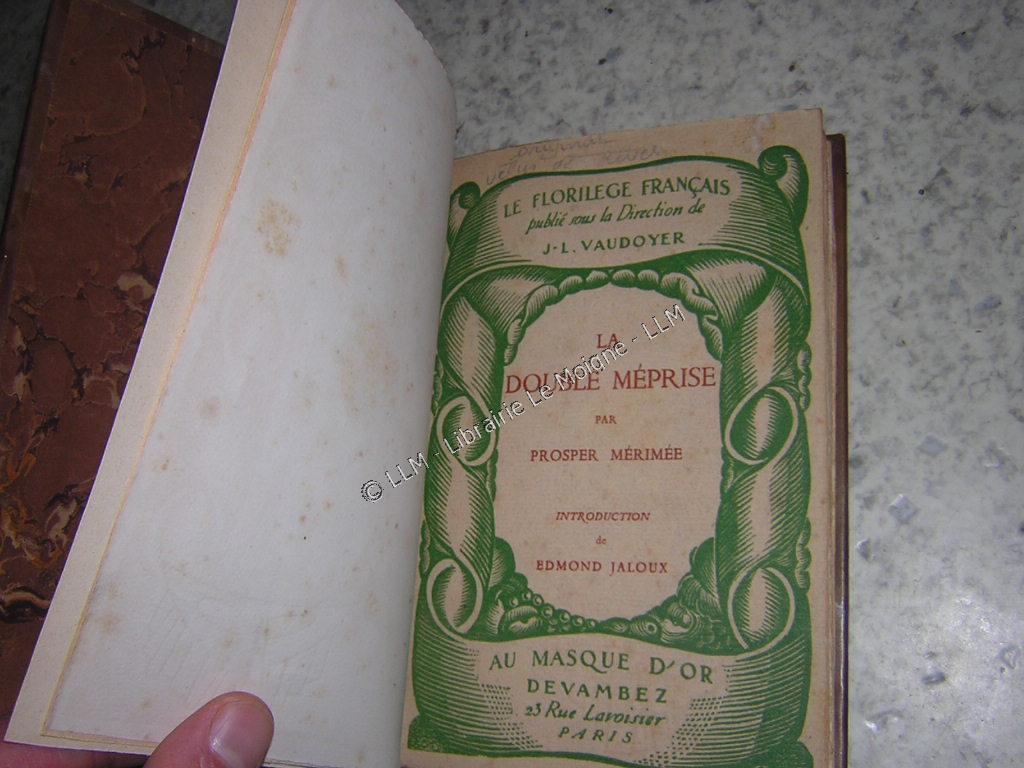 original
LE FLORILEGE FRANÇAIS
publié sous la Direction de
J-L. VAUDOYER
LA
DOUBLE MÉPRISE
PAR
PROSPER MÉRIMÉE
INTRODUCTION
de
EDMOND JALOUX
AU MASQUE D'OR
DEVAMBEZ
23 Rue Lavoisier
PARIS
© LLM - Librairie Le Moigne - LLM